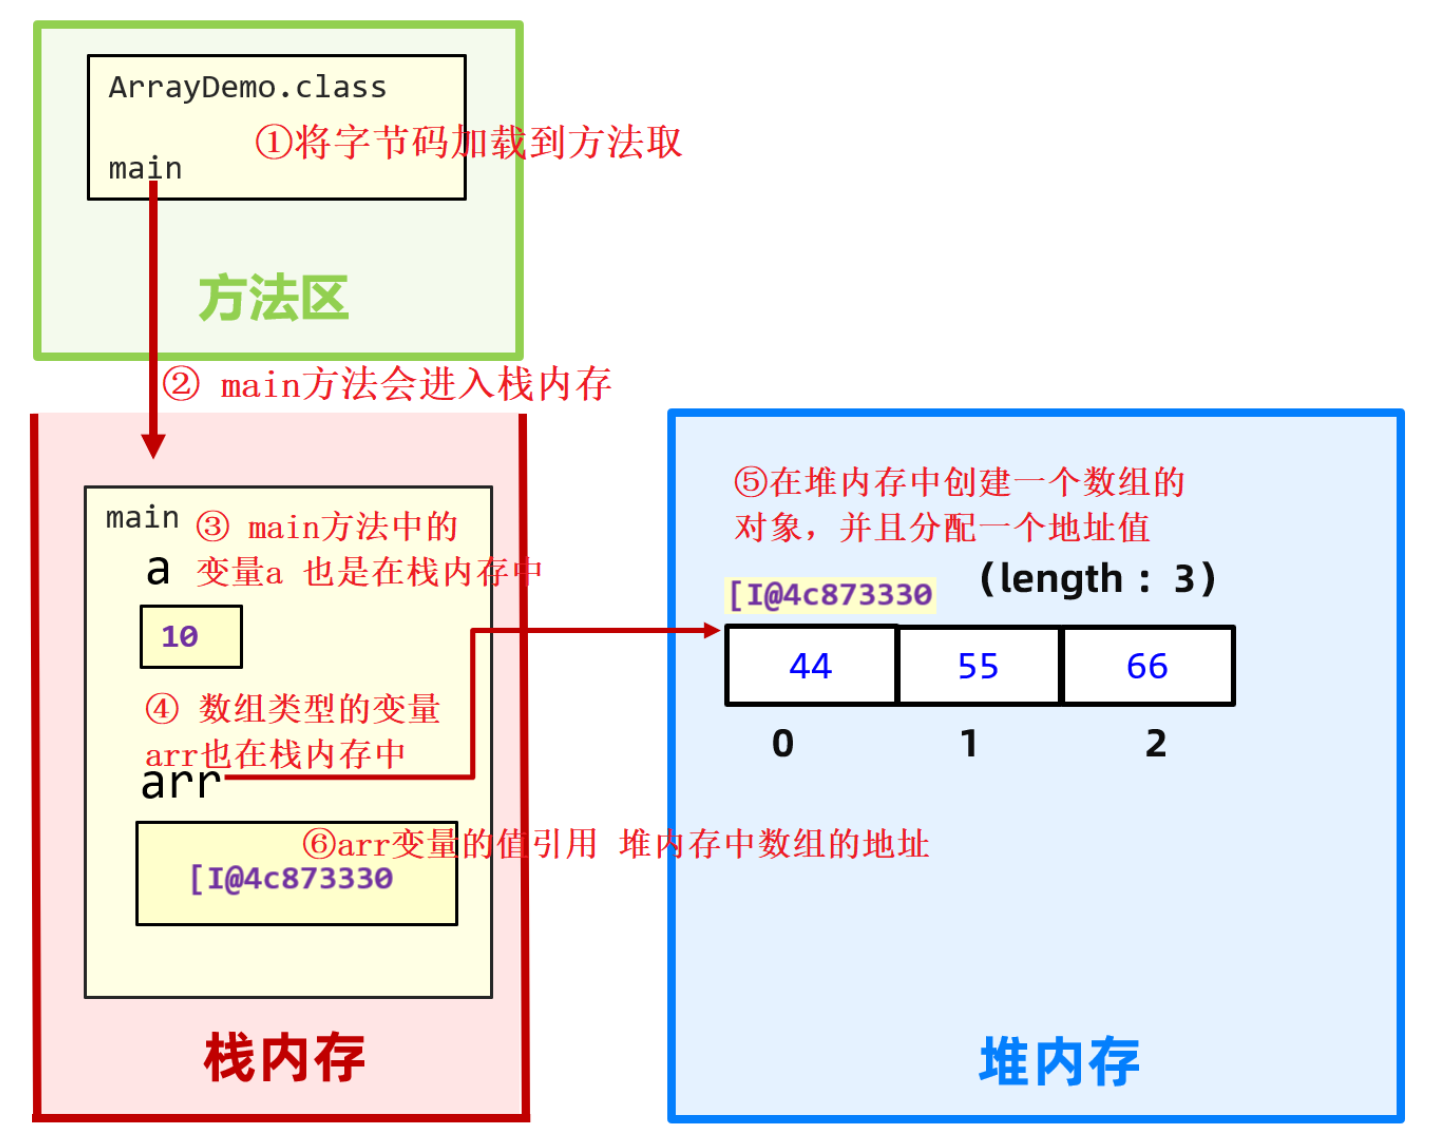 ArrayDemo.class
①将字节码加载到方法取
main
方法区
② main方法会进入栈内存
main
③ main方法中的
变量a 也是在栈内存中
a
10
④ 数组类型的变量
arr也在栈内存中
arr
⑥arr变量的值引用 堆内存中数组的地址
[I@4c873330
栈内存
⑤在堆内存中创建一个数组的
对象，并且分配一个地址值
(length : 3)
[I@4c873330
44 55 66
0 1 2
堆内存